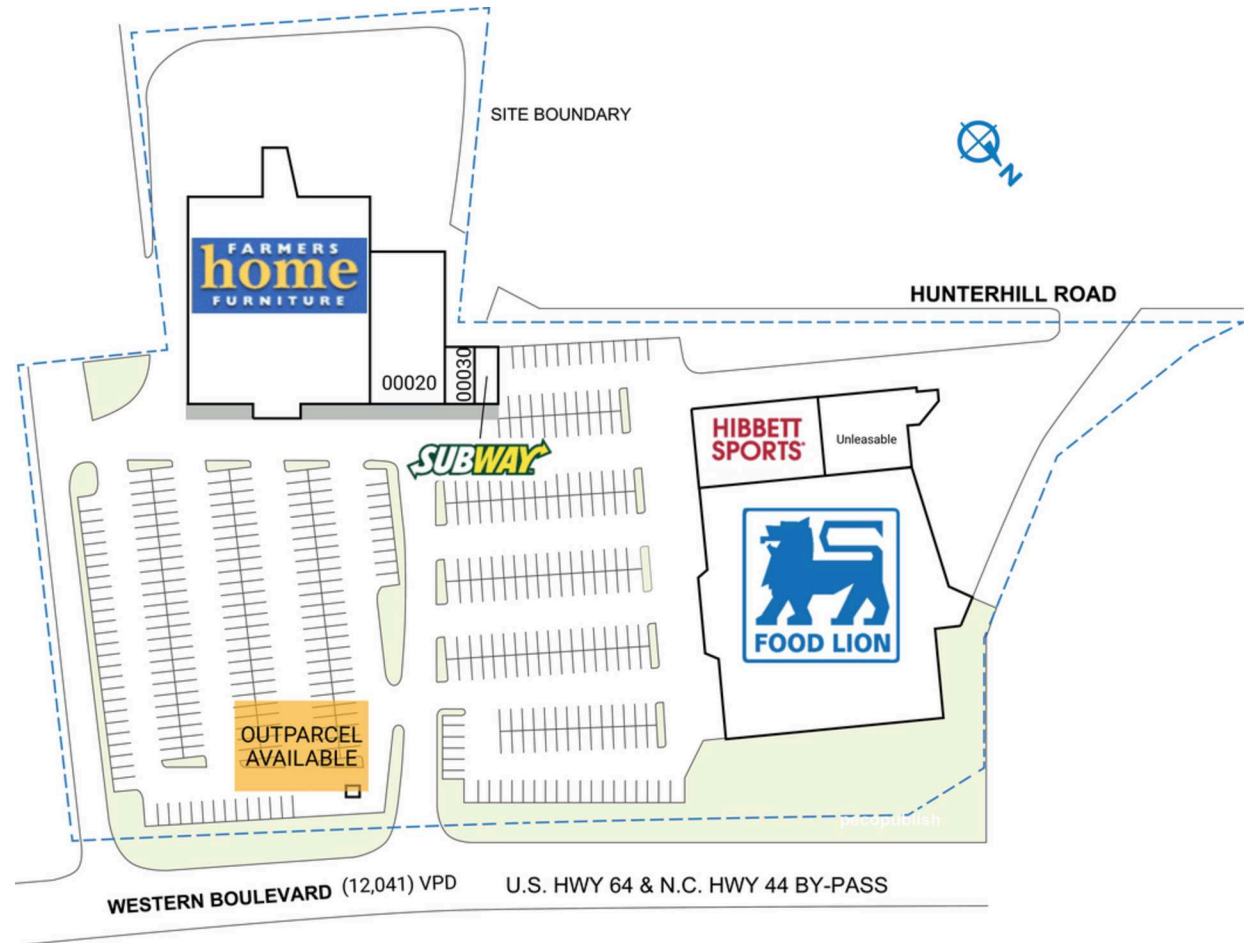 SITE BOUNDARY
N
FARMERS
home
FURNITURE
HUNTERHILL ROAD
00020
00030
SUBWAY
HIBBETT
SPORTS
Unleasable
FOOD LION
OUTPARCEL
AVAILABLE
pecopublish
WESTERN BOULEVARD (12,041) VPD
U.S. HWY 64 & N.C. HWY 44 BY-PASS